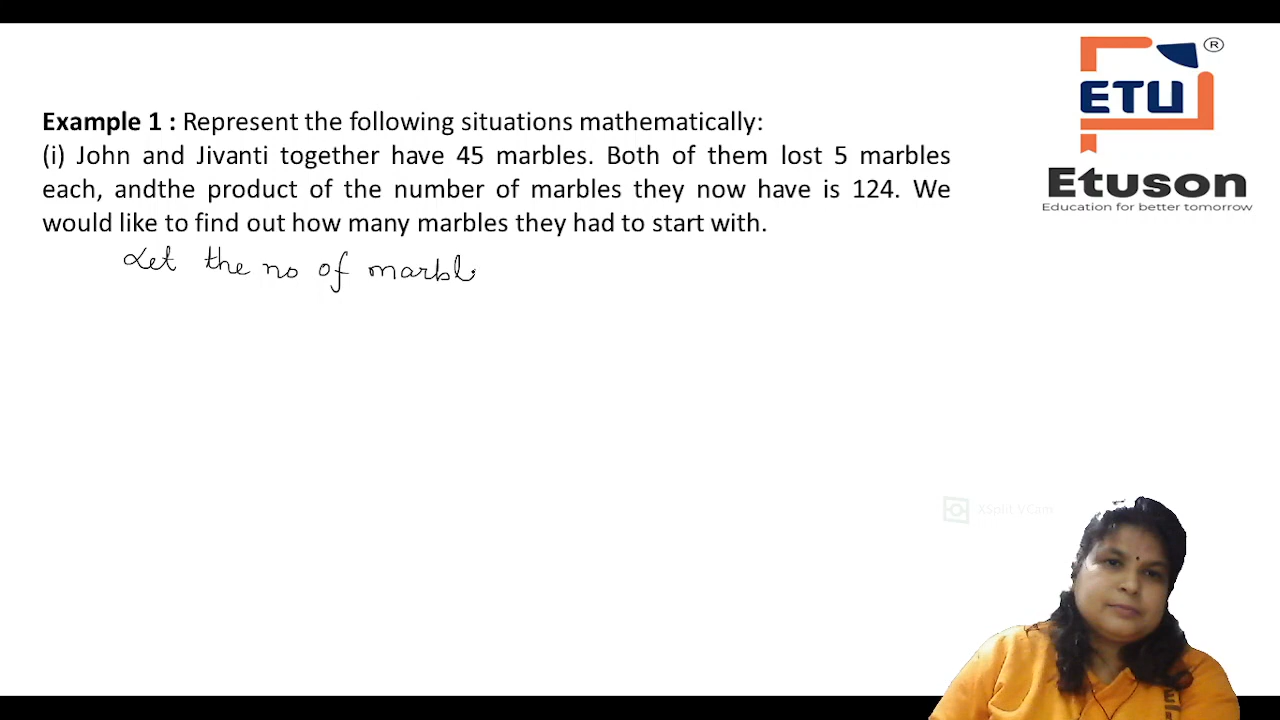 ETU
®
Etuson
Education for better tomorrow
Example 1 : Represent the following situations mathematically:
(i) John and Jivanti together have 45 marbles. Both of them lost 5 marbles
each, andthe product of the number of marbles they now have is 124. We
would like to find out how many marbles they had to start with.
Let the no of marbl
XSplit VCam